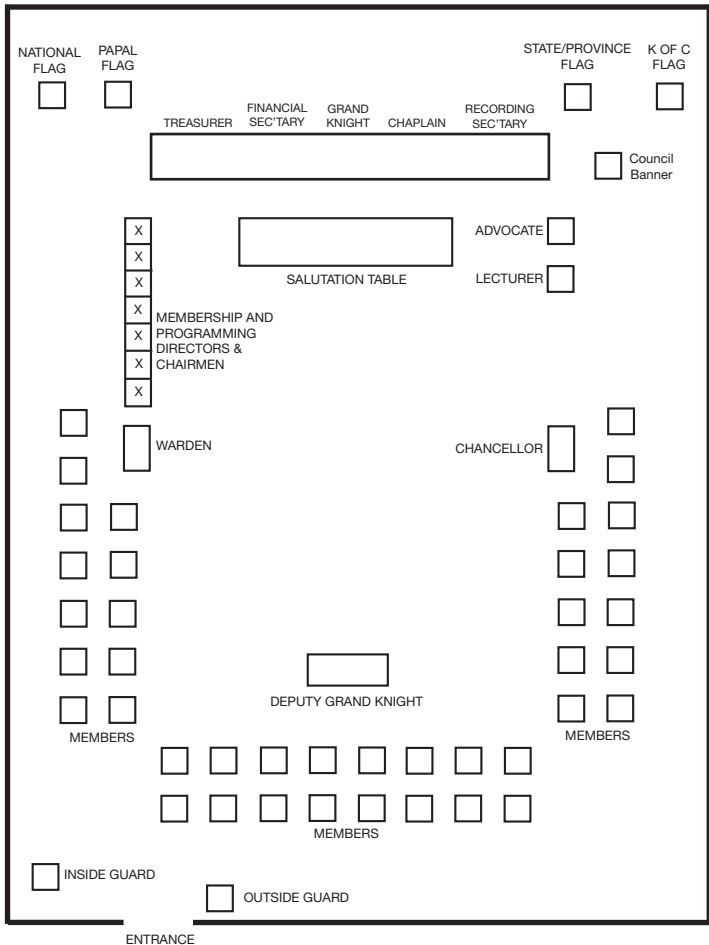 NATIONAL
FLAG
PAPAL
FLAG
STATE/PROVINCE
FLAG
K OF C
FLAG
TREASURER
FINANCIAL
SEC'TARY
GRAND
KNIGHT
CHAPLAIN
RECORDING
SEC'TARY
Council
Banner
X
X
X
X
X
X
X
SALUTATION TABLE
ADVOCATE
LECTURER
MEMBERSHIP AND
PROGRAMMING
DIRECTORS &
CHAIRMEN
WARDEN
CHANCELLOR
DEPUTY GRAND KNIGHT
MEMBERS
MEMBERS
MEMBERS
INSIDE GUARD
OUTSIDE GUARD
ENTRANCE